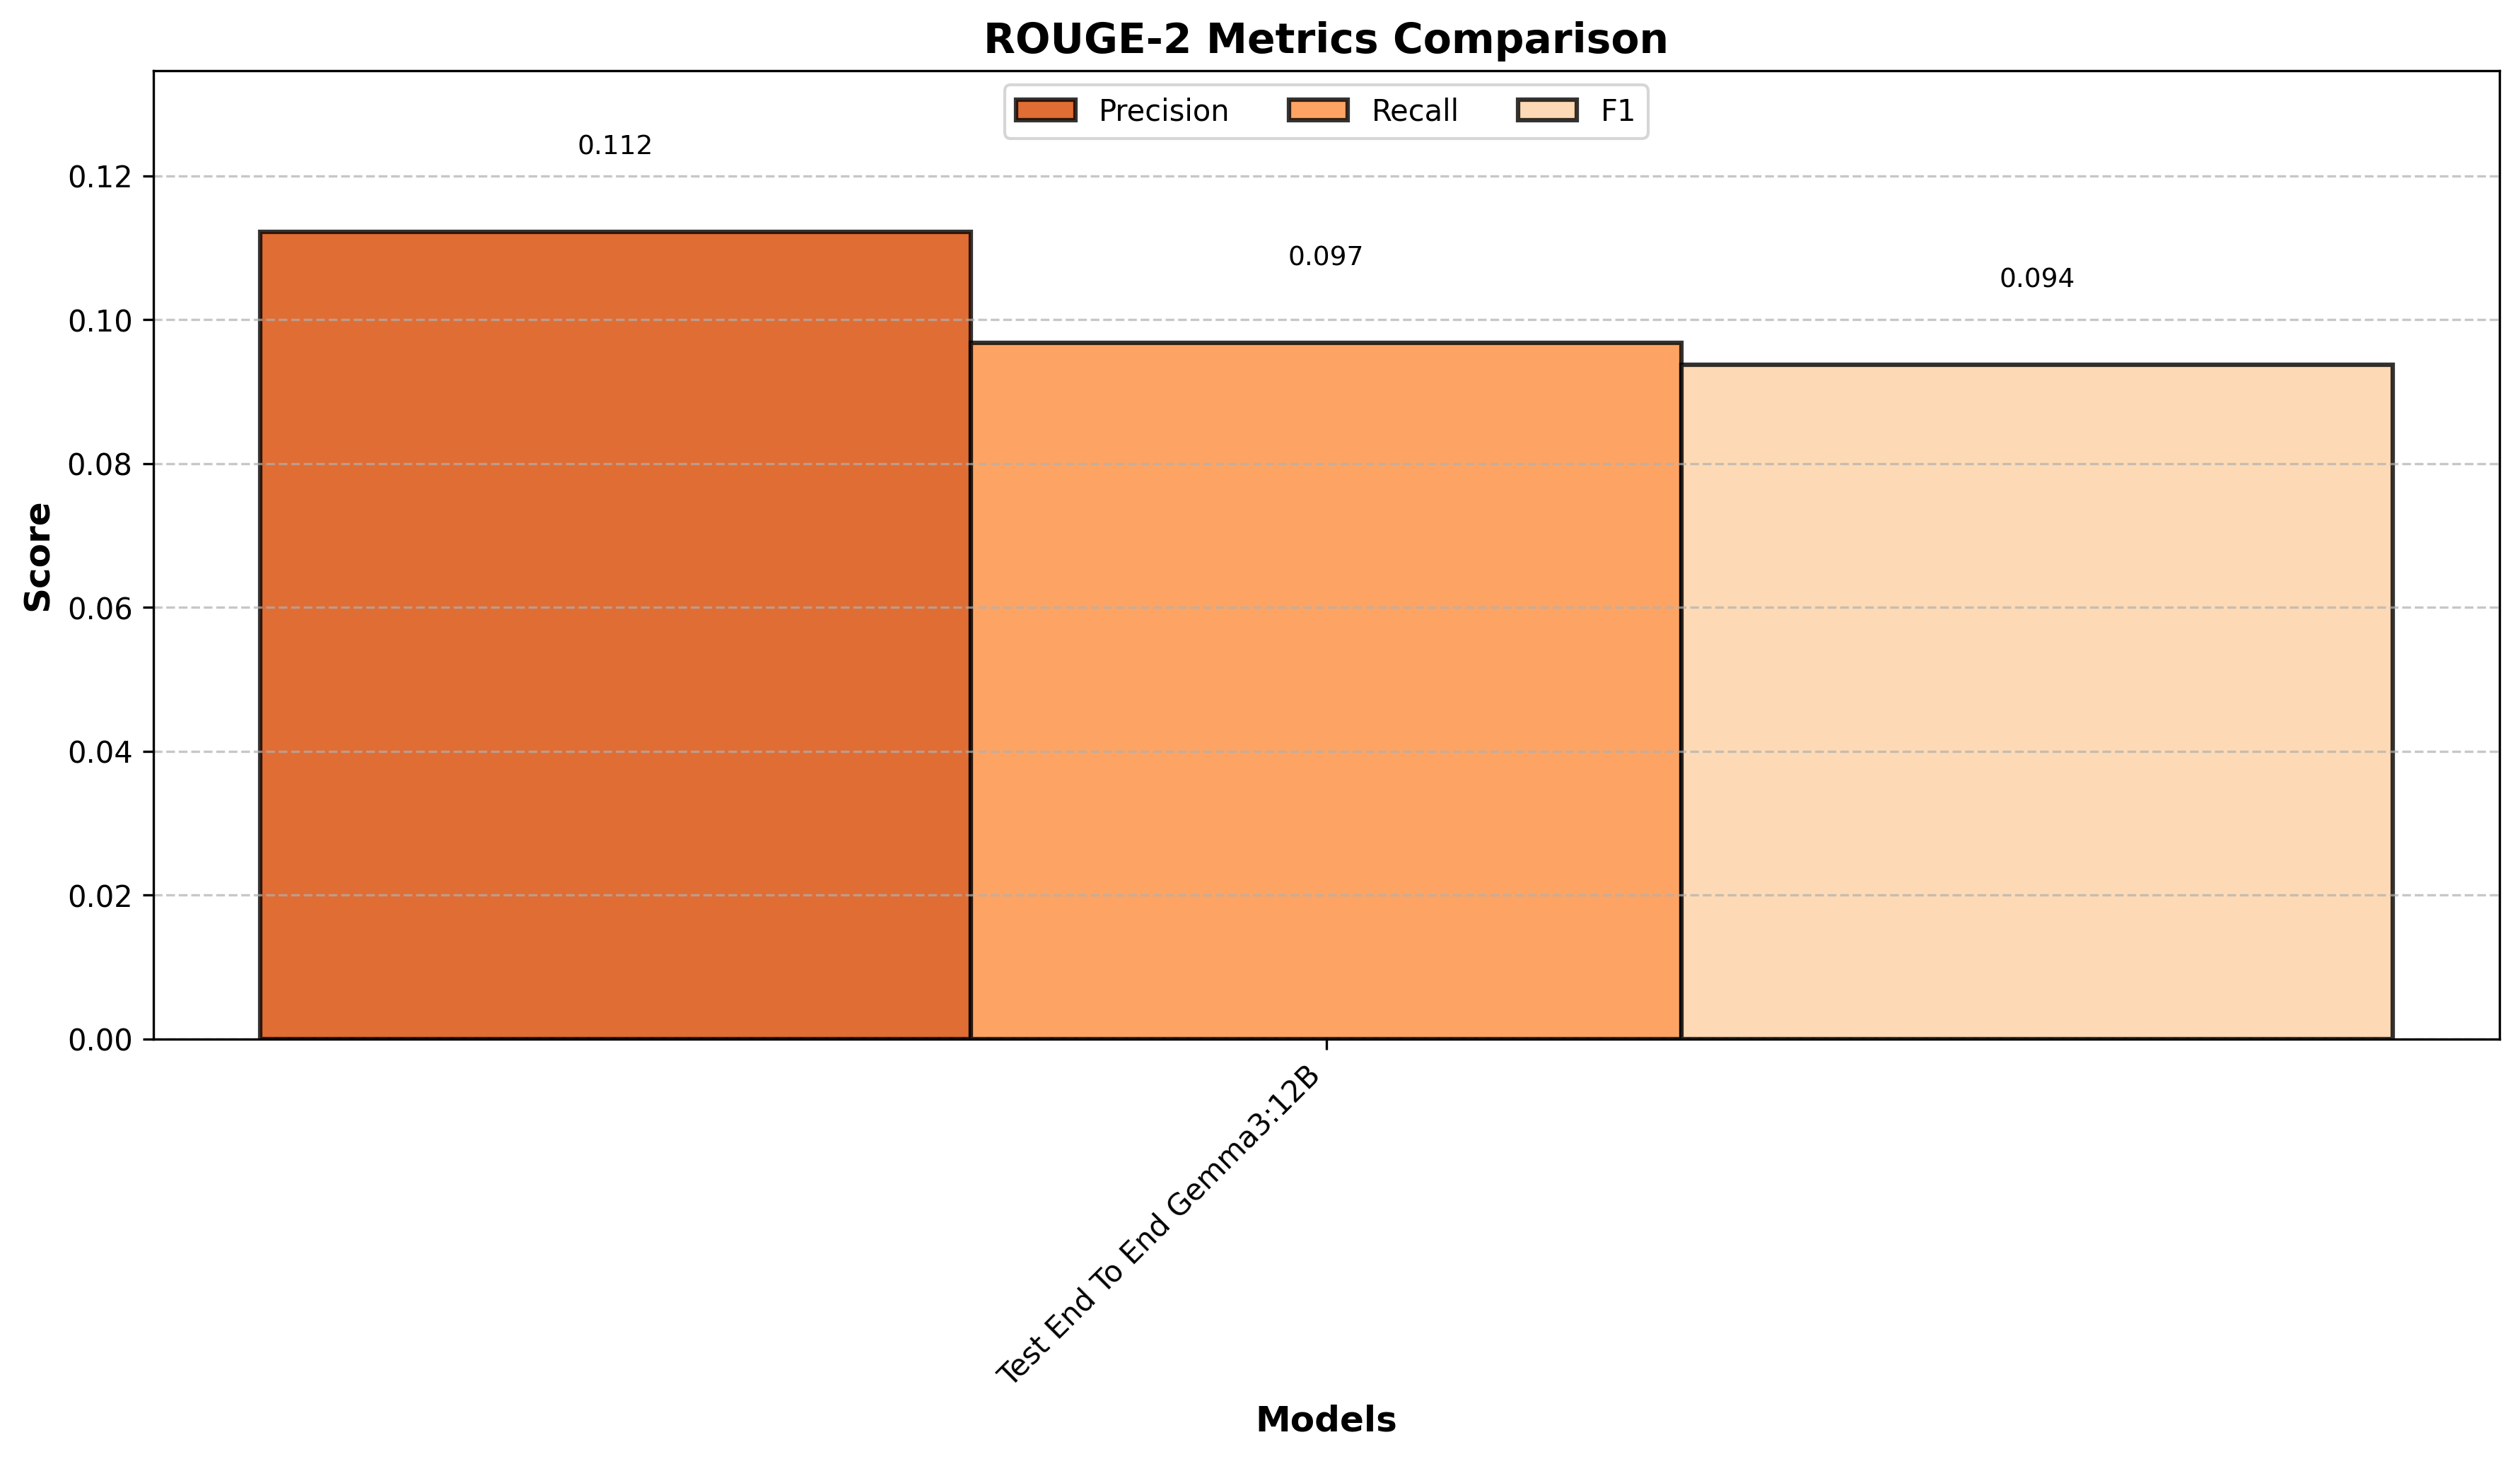 ROUGE-2 Metrics Comparison
Precision Recall F1
0.112
0.097
0.094
0.12
0.10
0.08
0.06
0.04
0.02
0.00
Score
Test End To End Gemma3:12B
Models